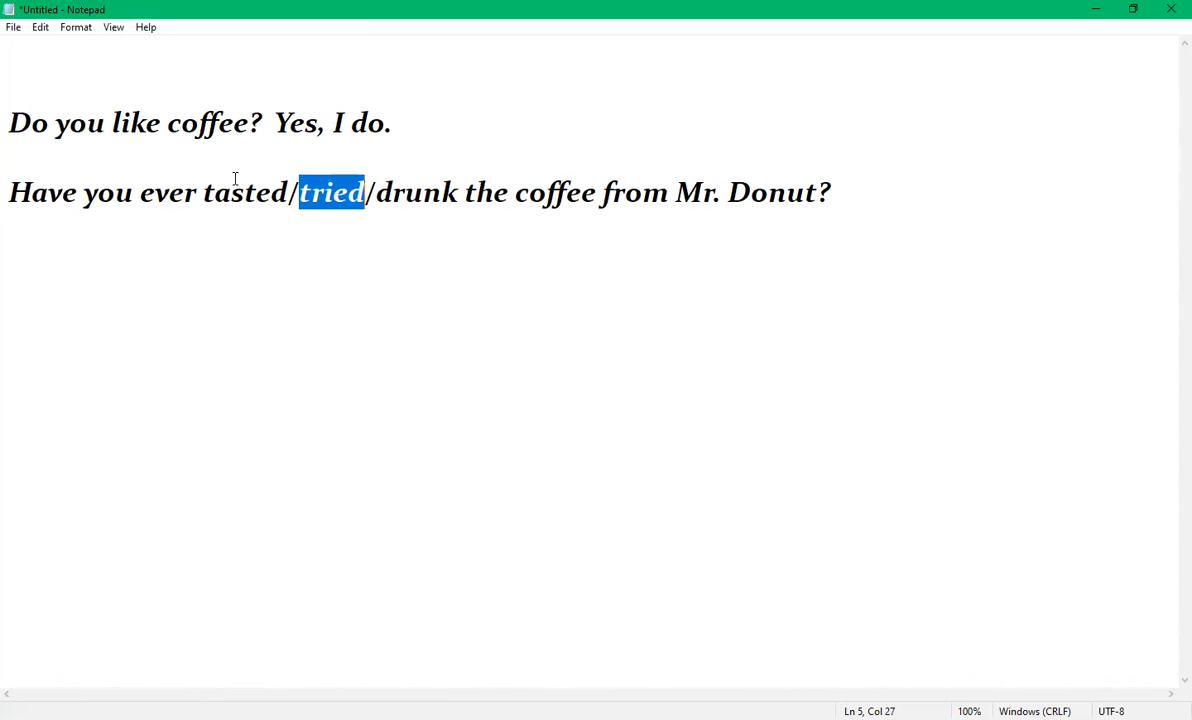 *Untitled - Notepad
File Edit Format View Help
Do you like coffee? Yes, I do.
Have you ever tasted/tried/drunk the coffee from Mr. Donut?
Ln 5, Col 27 100% Windows (CRLF) UTF-8